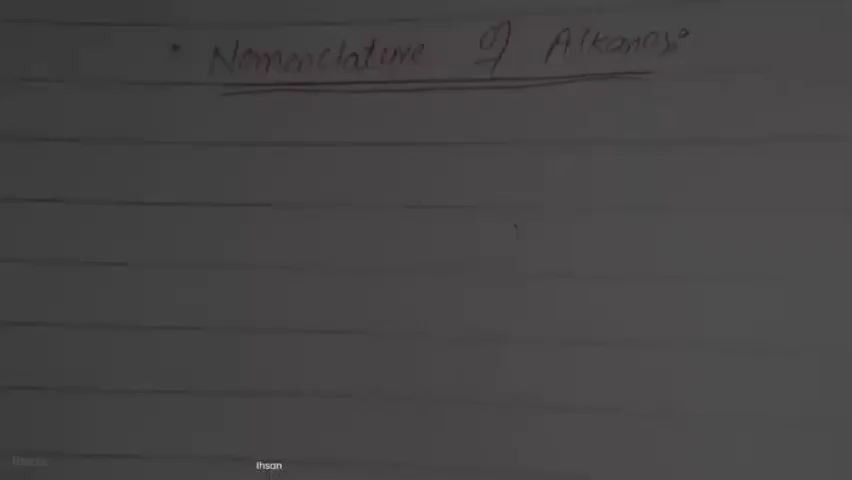 • Nomenclature of Alkanes:
Ihsan